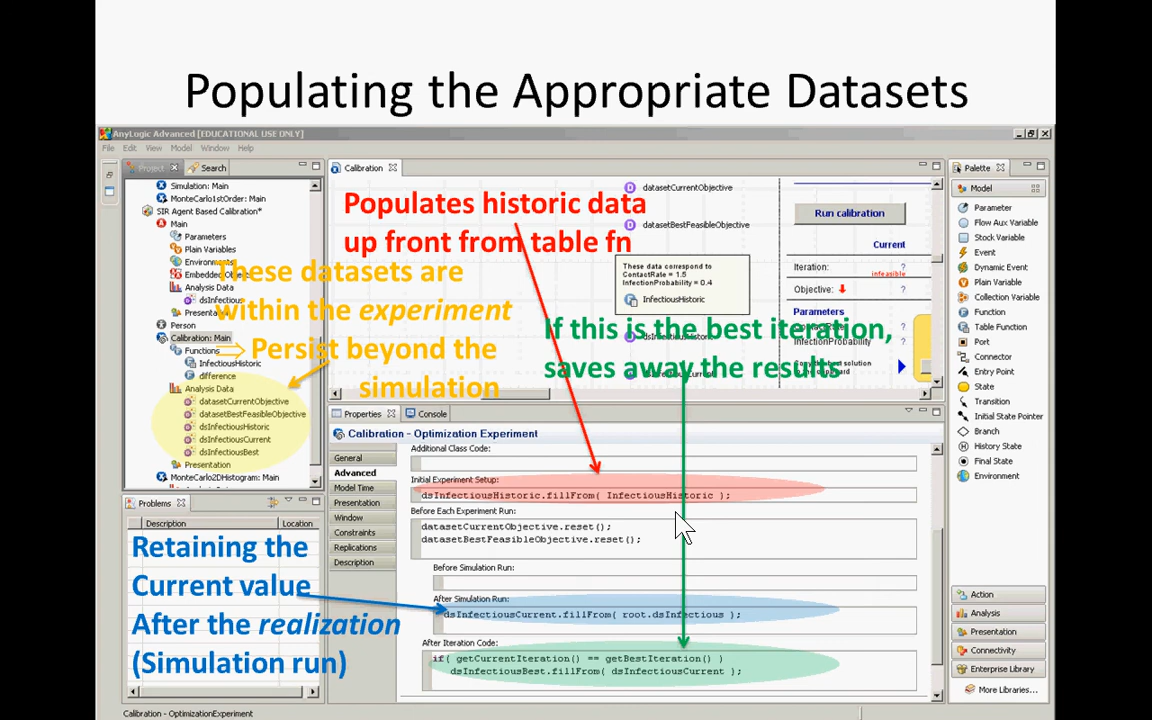 Populating the Appropriate Datasets
AnyLogic Advanced [EDUCATIONAL USE ONLY]
File Edit View Model Window Help
Project Search
Simulation: Main
MonteCarlo1stOrder: Main
SIR Agent Based Calibration*
Main
Parameters
Plain Variables
Embedded
Analysis Data
dsInfectious
Person
Calibration: Main
Functions
InfectiousHistoric
difference
Analysis Data
datasetCurrentObjective
datasetBestFeasibleObjective
dsInfectiousHistoric
dsInfectiousCurrent
dsInfectiousBest
Presentation
MonteCarlo2DHistogram: Main
These datasets are
within the experiment
Persist beyond the
simulation
Calibration
Populates historic data
up front from table fn
datasetCurrentObjective
datasetBestFeasibleObjective
These data correspond to
ContactRate = 1.5
InfectionProbability = 0.4
InfectiousHistoric
If this is the best iteration,
saves away the results
Run calibration
Current
Iteration: ?
infeasible
Objective: ?
Parameters
Problems
Description Location
Retaining the
Current value
After the realization
(Simulation run)
Properties Console
Calibration - Optimization Experiment
General
Advanced
Model Time
Presentation
Window
Constraints
Replications
Description
Additional Class Code:
Initial Experiment Setup:
dsInfectiousHistoric.fillFrom( InfectiousHistoric );
Before Each Experiment Run:
datasetCurrentObjective.reset();
datasetBestFeasibleObjective.reset();
Before Simulation Run:
After Simulation Run:
dsInfectiousCurrent.fillFrom( root.dsInfectious );
After Iteration Code:
if( getCurrentIteration() == getBestIteration() )
dsInfectiousBest.fillFrom( dsInfectiousCurrent );
Palette
Model
Parameter
Flow Aux Variable
Stock Variable
Event
Dynamic Event
Plain Variable
Collection Variable
Function
Table Function
Port
Connector
Entry Point
State
Transition
Initial State Pointer
Branch
History State
Final State
Environment
Action
Analysis
Presentation
Connectivity
Enterprise Library
More Libraries...
Calibration - OptimizationExperiment